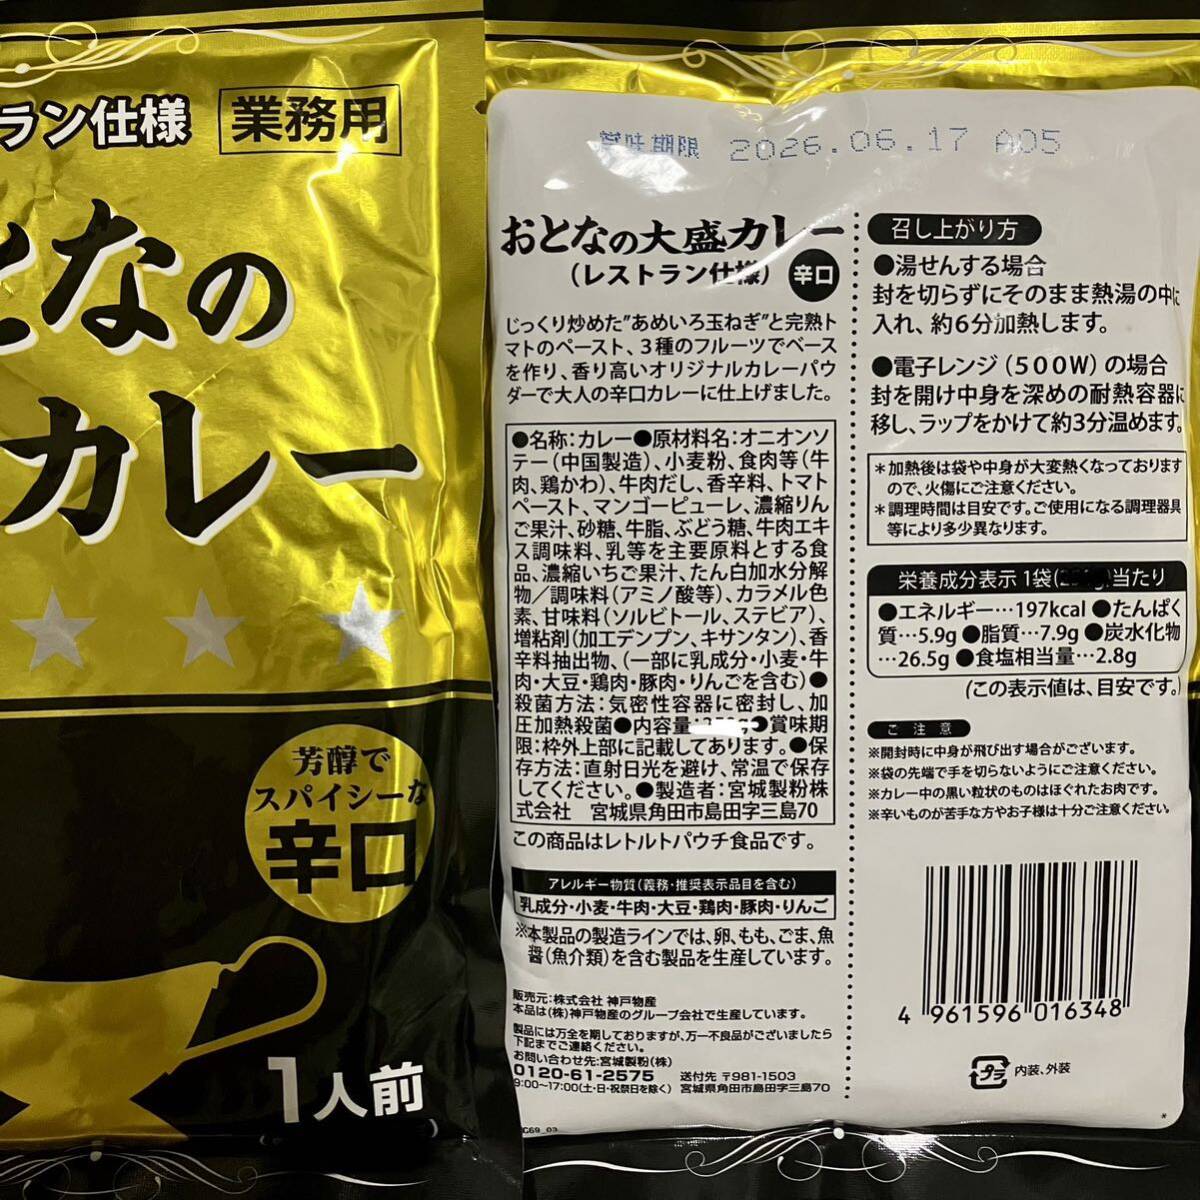 ラン仕様 業務用
となの
カレー
芳醇で
スパイシーな
辛口
1人前
賞味期限 2026.06.17 A05
おとなの大盛カレー
(レストラン仕様) 辛口
じっくり炒めた"あめいろ玉ねぎ"と完熟ト
マトのペースト、3種のフルーツでベース
を作り、香り高いオリジナルカレーパウ
ダーで大人の辛口カレーに仕上げました。
●名称:カレー●原材料名:オニオンソ
テー(中国製造)、小麦粉、食肉等(牛
肉、鶏かわ)、牛肉だし、香辛料、トマト
ペースト、マンゴーピューレ、濃縮りん
ご果汁、砂糖、牛脂、ぶどう糖、牛肉エキ
ス調味料、乳等を主要原料とする食
品、濃縮いちご果汁、たん白加水分解
物/調味料(アミノ酸等)、カラメル色
素、甘味料(ソルビトール、ステビア)、
増粘剤(加工デンプン、キサンタン)、香
辛料抽出物、(一部に乳成分・小麦・牛
肉・大豆・鶏肉・豚肉・りんごを含む)●
殺菌方法:気密性容器に密封し、加
圧加熱殺菌●内容量: g●賞味期
限:枠外上部に記載してあります。●保
存方法:直射日光を避け、常温で保存
してください。●製造者:宮城製粉株
式会社 宮城県角田市島田字三島70
この商品はレトルトパウチ食品です。
アレルギー物質(義務・推奨表示品目を含む)
乳成分・小麦・牛肉・大豆・鶏肉・豚肉・りんご
※本製品の製造ラインでは、卵、もも、ごま、魚
醤(魚介類)を含む製品を生産しています。
販売元:株式会社 神戸物産
本品は(株)神戸物産のグループ会社で生産しています。
製品には万全を期しておりますが、万一不良品がございましたら
下記までご連絡ください。
お問い合わせ先:宮城製粉(株)
0120-61-2575 送付先 〒981-1503
9:00~17:00(土・日・祝祭日を除く) 宮城県角田市島田字三島70
C69_03
召し上がり方
●湯せんする場合
封を切らずにそのまま熱湯の中に
入れ、約6分加熱します。
●電子レンジ(500W)の場合
封を開け中身を深めの耐熱容器に
移し、ラップをかけて約3分温めます。
*加熱後は袋や中身が大変熱くなっております
ので、火傷にご注意ください。
*調理時間は目安です。ご使用になる調理器具
等により多少異なります。
栄養成分表示 1袋( )当たり
●エネルギー…197kcal ●たんぱく
質…5.9g ●脂質…7.9g ●炭水化物
…26.5g ●食塩相当量…2.8g
(この表示値は、目安です。)
ご注意
※開封時に中身が飛び出す場合がございます。
※袋の先端で手を切らないようにご注意ください。
※カレー中の黒い粒状のものはほぐれたお肉です。
※辛いものが苦手な方やお子様は十分ご注意ください。
4 961596 016348
プラ 内装、外装
*